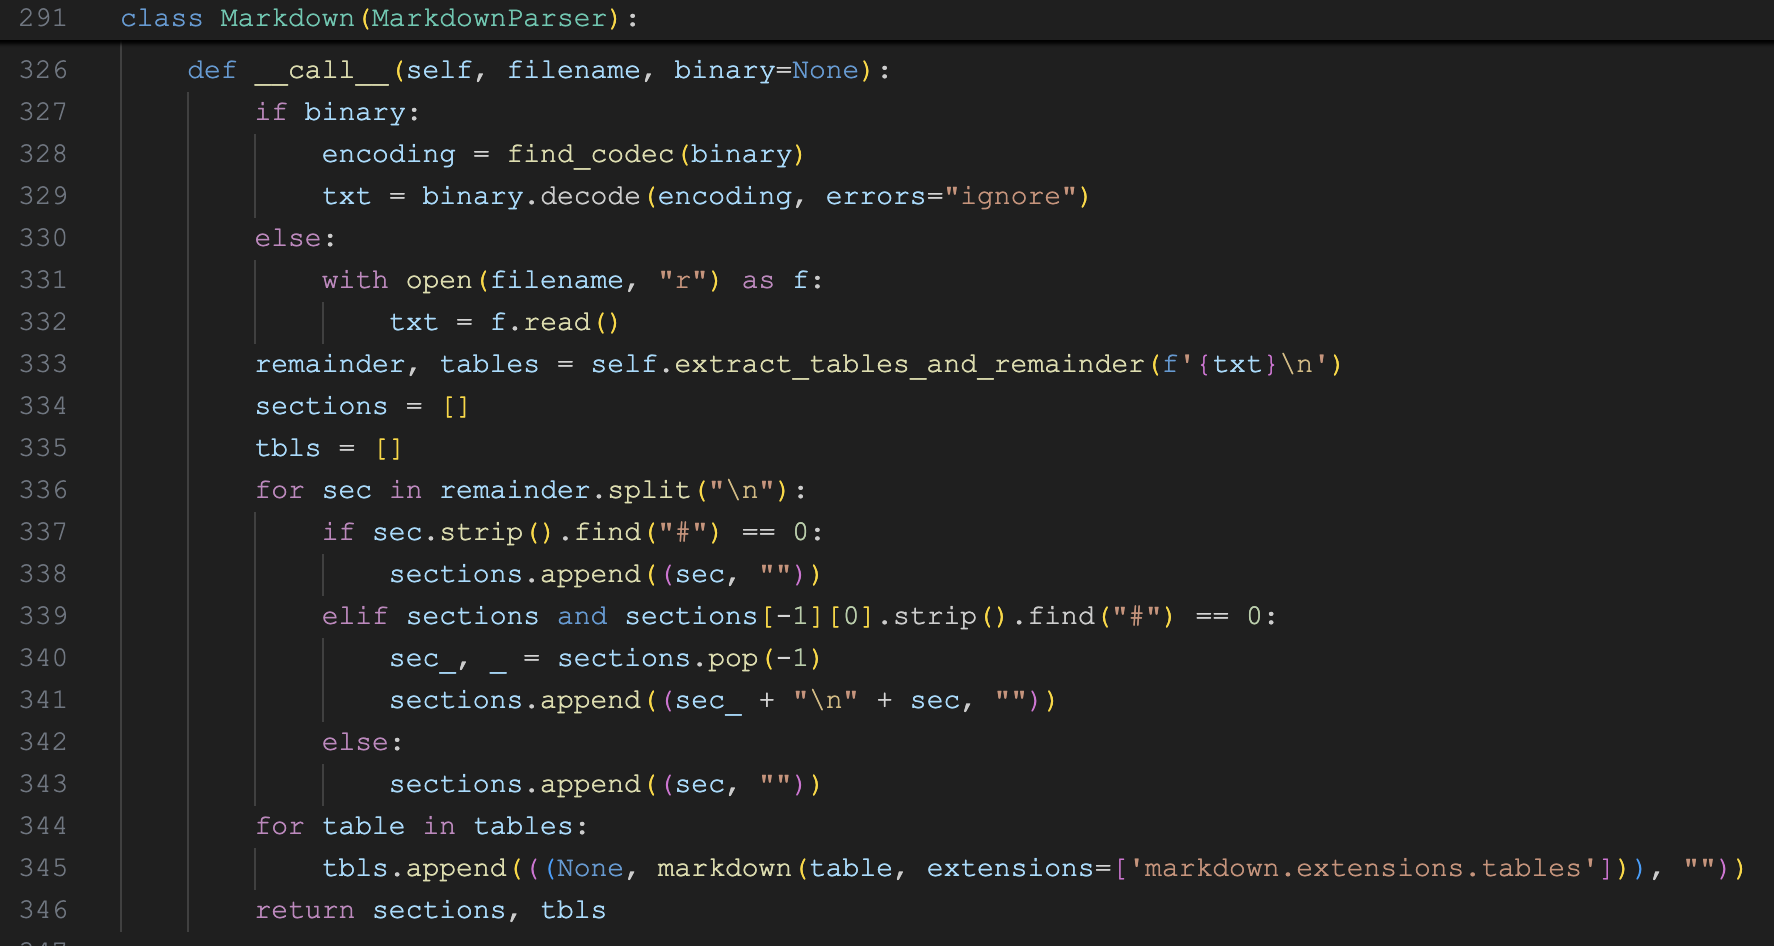 291 class Markdown(MarkdownParser):
326     def __call__(self, filename, binary=None):
327         if binary:
328             encoding = find_codec(binary)
329             txt = binary.decode(encoding, errors="ignore")
330         else:
331             with open(filename, "r") as f:
332                 txt = f.read()
333         remainder, tables = self.extract_tables_and_remainder(f'{txt}\n')
334         sections = []
335         tbls = []
336         for sec in remainder.split("\n"):
337             if sec.strip().find("#") == 0:
338                 sections.append((sec, ""))
339             elif sections and sections[-1][0].strip().find("#") == 0:
340                 sec_, _ = sections.pop(-1)
341                 sections.append((sec_ + "\n" + sec, ""))
342             else:
343                 sections.append((sec, ""))
344         for table in tables:
345             tbls.append(((None, markdown(table, extensions=['markdown.extensions.tables'])), ""))
346         return sections, tbls